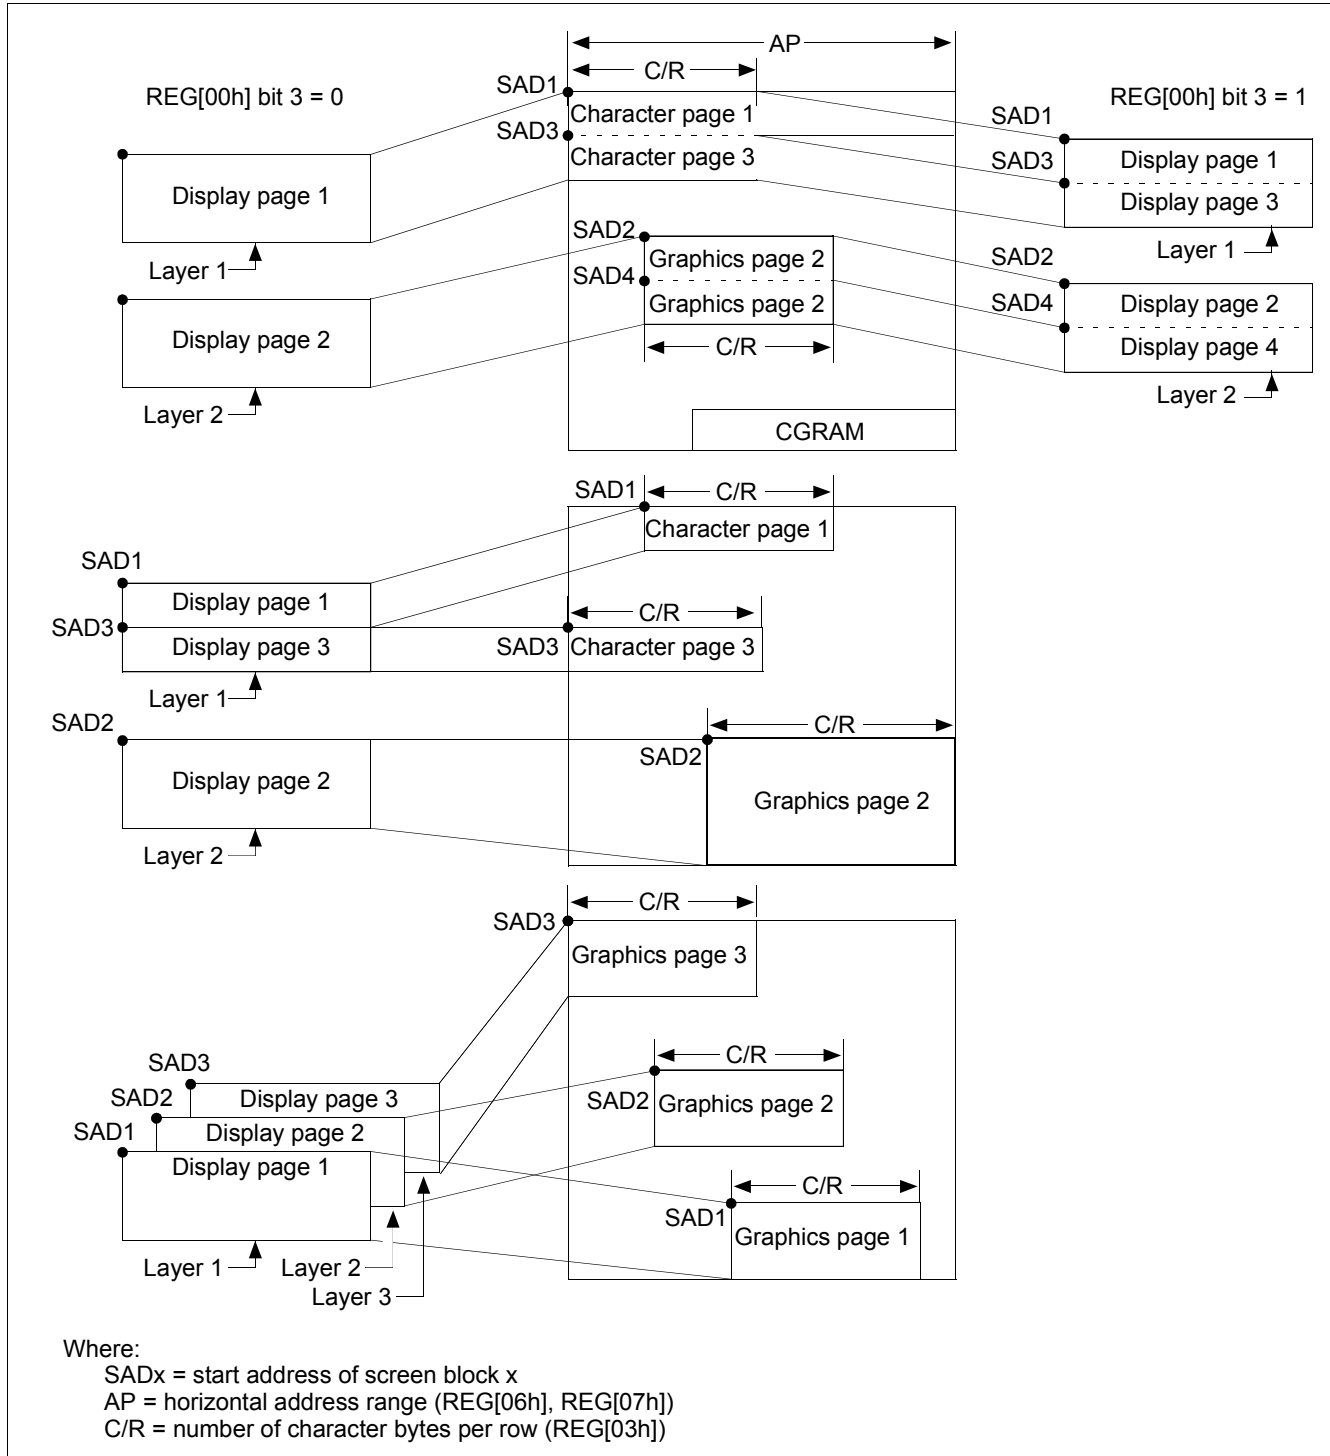 AP
C/R
REG[00h] bit 3 = 0
SAD1
REG[00h] bit 3 = 1
Character page 1
SAD1
SAD3
Character page 3
SAD3
Display page 1
Display page 1
Display page 3
Layer 1
Layer 1
SAD2
Graphics page 2
SAD2
SAD4
Graphics page 2
SAD4
Display page 2
Display page 2
C/R
Display page 4
Layer 2
Layer 2
CGRAM
SAD1
C/R
Character page 1
SAD1
Display page 1
C/R
SAD3
Display page 3
SAD3
Character page 3
Layer 1
SAD2
C/R
SAD2
Display page 2
Graphics page 2
Layer 2
C/R
SAD3
Graphics page 3
C/R
SAD3
Display page 3
SAD2
SAD2
Graphics page 2
Display page 2
SAD1
Display page 1
C/R
SAD1
Graphics page 1
Layer 1
Layer 2
Layer 3
Where:
SADx = start address of screen block x
AP = horizontal address range (REG[06h], REG[07h])
C/R = number of character bytes per row (REG[03h])